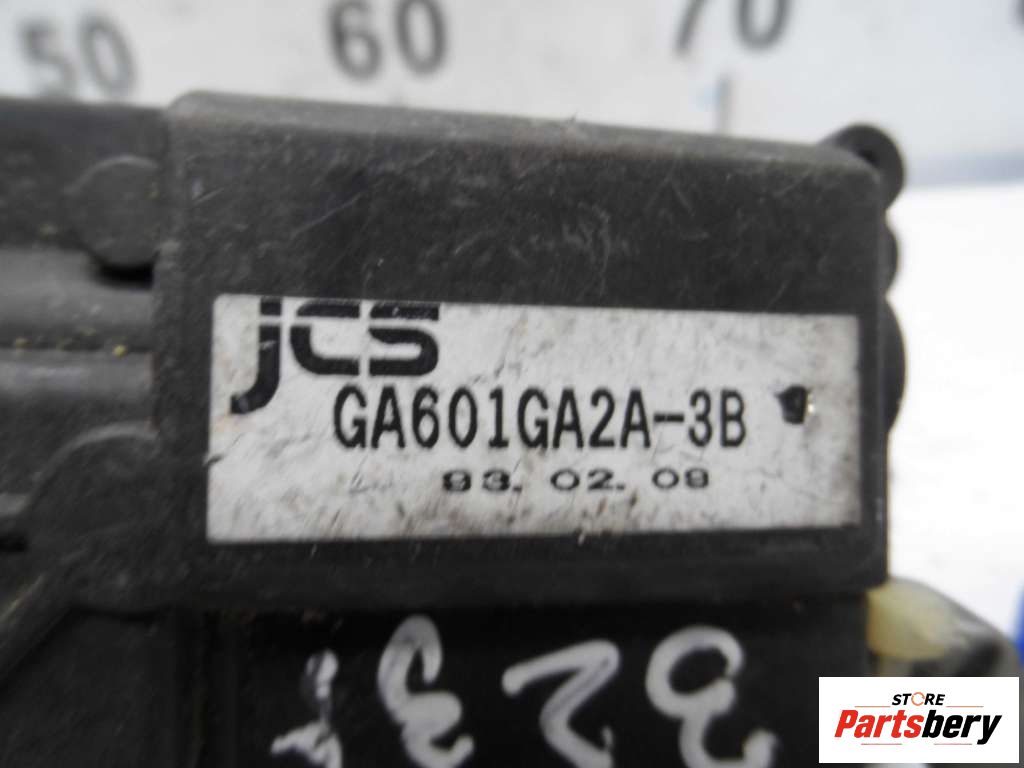 50 60 70
JCS
GA601GA2A-3B
93. 02. 09
STORE
Partsbery